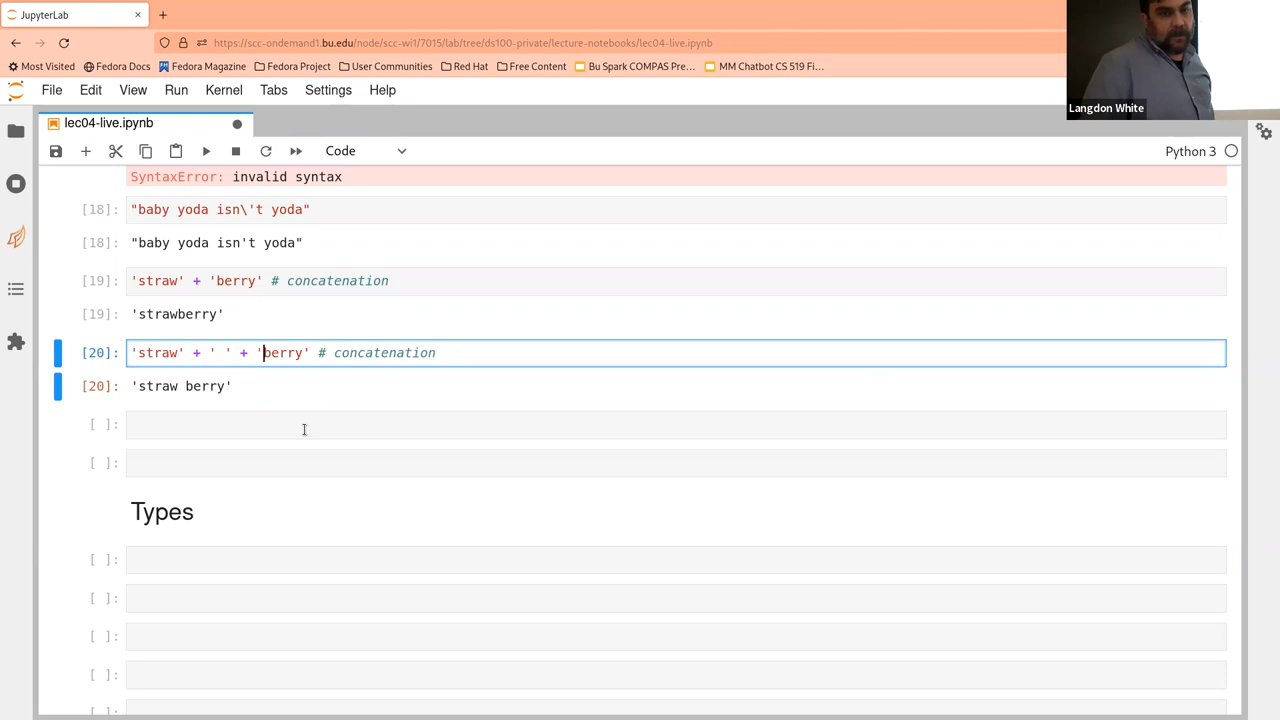 JupyterLab
https://scc-ondemand1.bu.edu/node/scc-wi1/7015/lab/tree/ds100-private/lecture-notebooks/lec04-live.ipynb
Most Visited Fedora Docs Fedora Magazine Fedora Project User Communities Red Hat Free Content Bu Spark COMPAS Pre... MM Chatbot CS 519 Fi...
Langdon White
File Edit View Run Kernel Tabs Settings Help
lec04-live.ipynb
Code Python 3
SyntaxError: invalid syntax
[18]: "baby yoda isn\'t yoda"
[18]: "baby yoda isn't yoda"
[19]: 'straw' + 'berry' # concatenation
[19]: 'strawberry'
[20]: 'straw' + ' ' + 'berry' # concatenation
[20]: 'straw berry'
[ ]:
[ ]:
Types
[ ]:
[ ]:
[ ]:
[ ]:
[ ]: